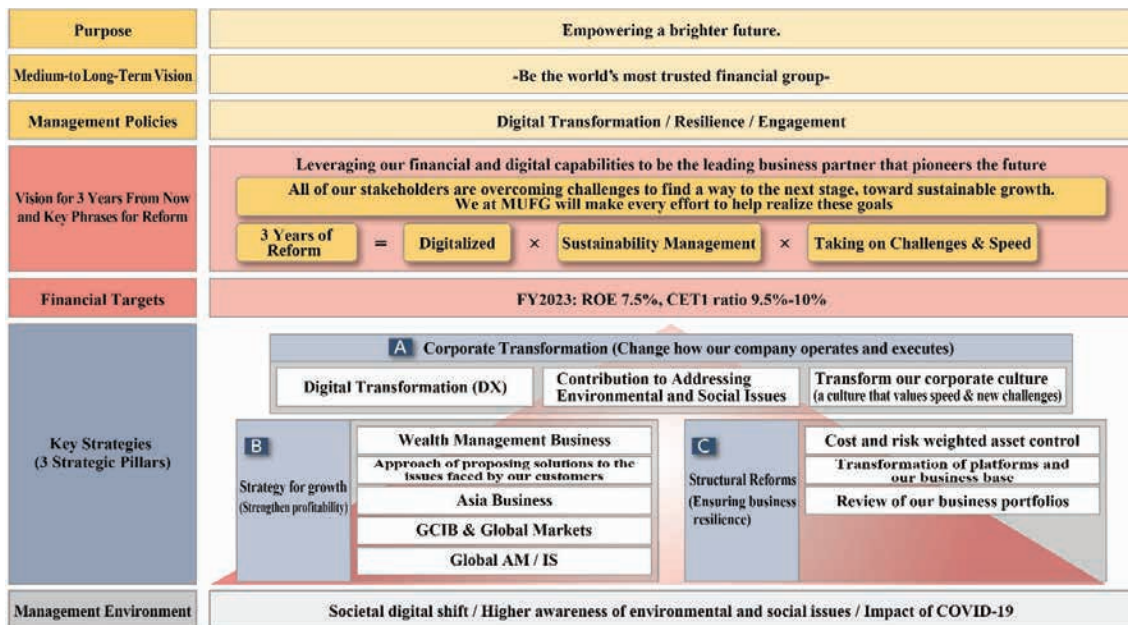 Purpose
Empowering a brighter future.
Medium-to Long-Term Vision
-Be the world's most trusted financial group-
Management Policies
Digital Transformation / Resilience / Engagement
Vision for 3 Years From Now
and Key Phrases for Reform
Leveraging our financial and digital capabilities to be the leading business partner that pioneers the future
All of our stakeholders are overcoming challenges to find a way to the next stage, toward sustainable growth.
We at MUFG will make every effort to help realize these goals
3 Years of
Reform
=
Digitalized
×
Sustainability Management
×
Taking on Challenges & Speed
Financial Targets
FY2023: ROE 7.5%, CET1 ratio 9.5%-10%
Key Strategies
(3 Strategic Pillars)
A
Corporate Transformation (Change how our company operates and executes)
Digital Transformation (DX)
Contribution to Addressing
Environmental and Social Issues
Transform our corporate culture
(a culture that values speed & new challenges)
B
Strategy for growth
(Strengthen profitability)
Wealth Management Business
Approach of proposing solutions to the
issues faced by our customers
Asia Business
GCIB & Global Markets
Global AM / IS
C
Structural Reforms
(Ensuring business
resilience)
Cost and risk weighted asset control
Transformation of platforms and
our business base
Review of our business portfolios
Management Environment
Societal digital shift / Higher awareness of environmental and social issues / Impact of COVID-19